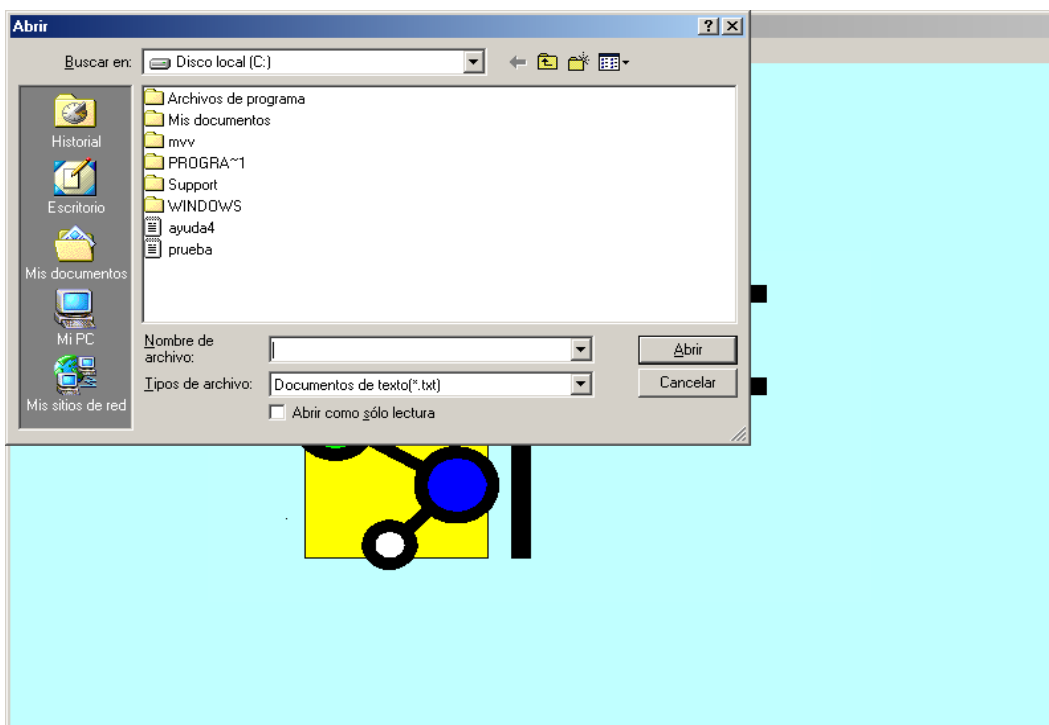 Abrir
Buscar en: Disco local (C:)
Historial
Escritorio
Mis documentos
Mi PC
Mis sitios de red
Archivos de programa
Mis documentos
mvv
PROGRA~1
Support
WINDOWS
ayuda4
prueba
Nombre de
archivo:
Abrir
Tipos de archivo: Documentos de texto(*.txt) Cancelar
Abrir como sólo lectura